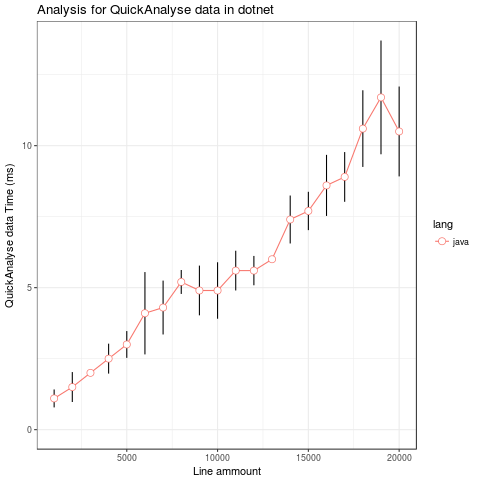 Analysis for QuickAnalyse data in dotnet
QuickAnalyse data Time (ms)
10
5
0
5000
10000
15000
20000
Line ammount
lang
java